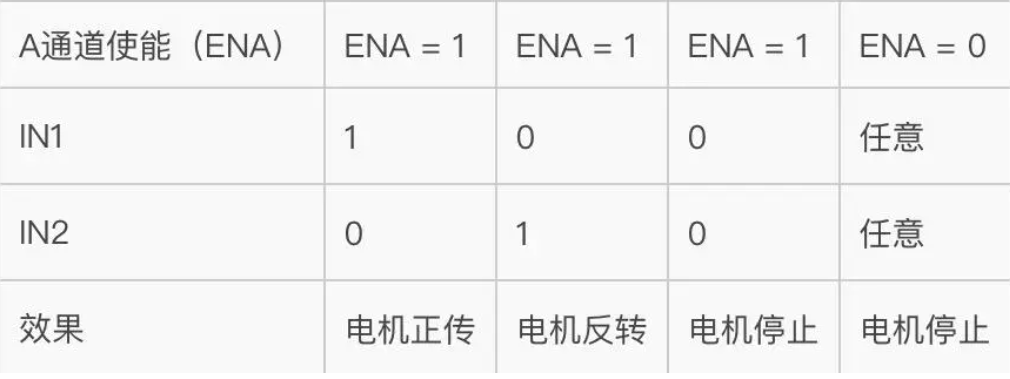 A通道使能（ENA） ENA = 1 ENA = 1 ENA = 1 ENA = 0
IN1 1 0 0 任意
IN2 0 1 0 任意
效果 电机正传 电机反转 电机停止 电机停止